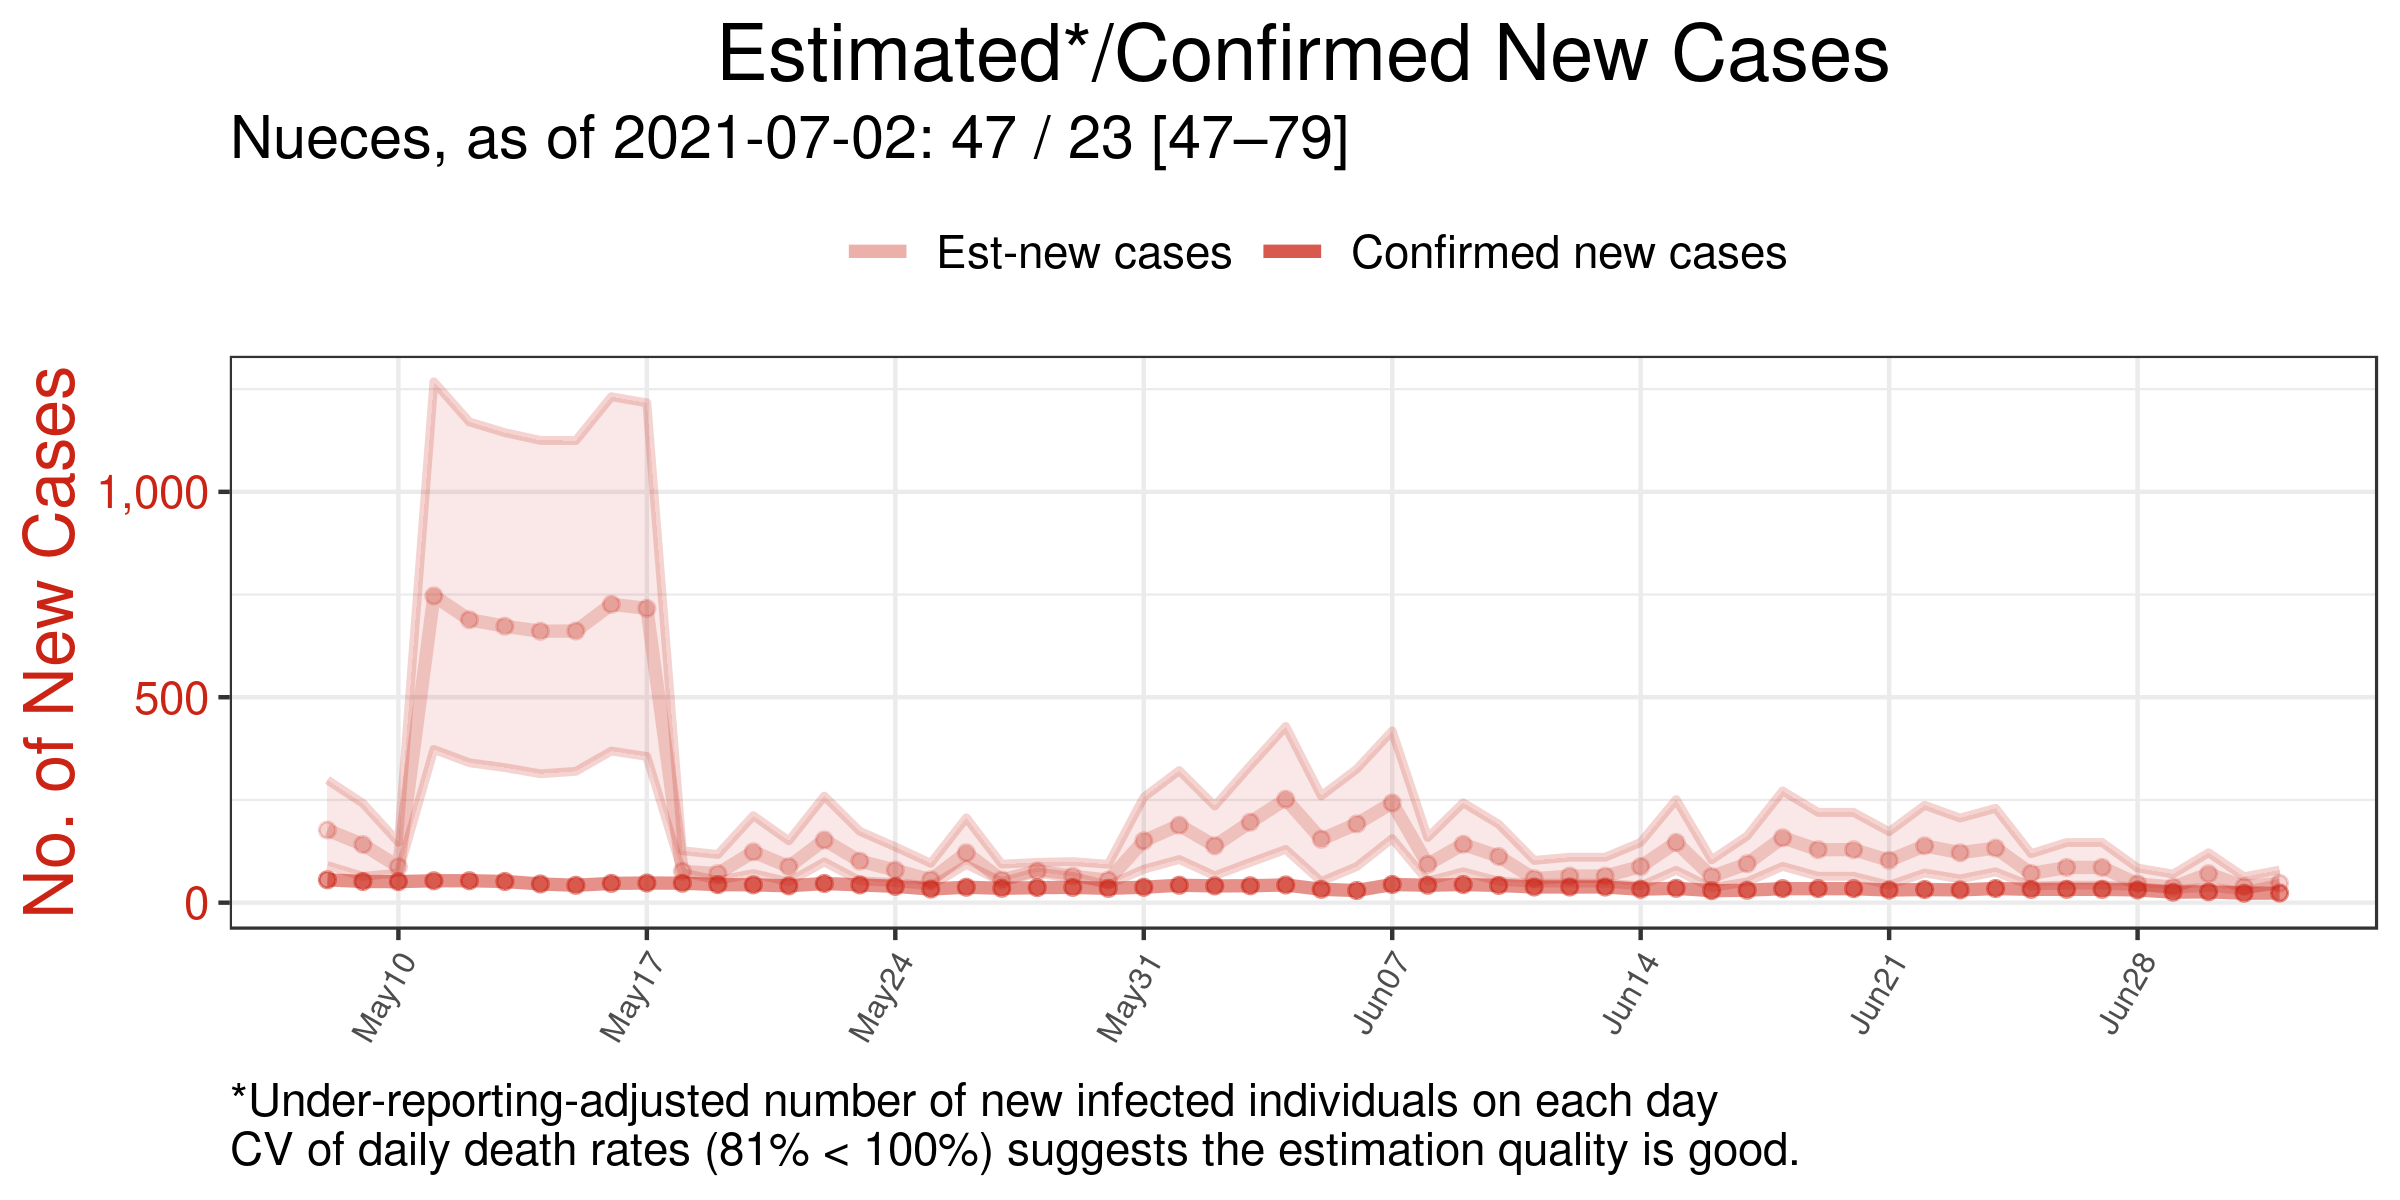 Estimated*/Confirmed New Cases
Nueces, as of 2021-07-02: 47 / 23 [47–79]
Est-new cases Confirmed new cases
No. of New Cases
1,000
500
0
May10 May17 May24 May31 Jun07 Jun14 Jun21 Jun28
*Under-reporting-adjusted number of new infected individuals on each day
CV of daily death rates (81% < 100%) suggests the estimation quality is good.